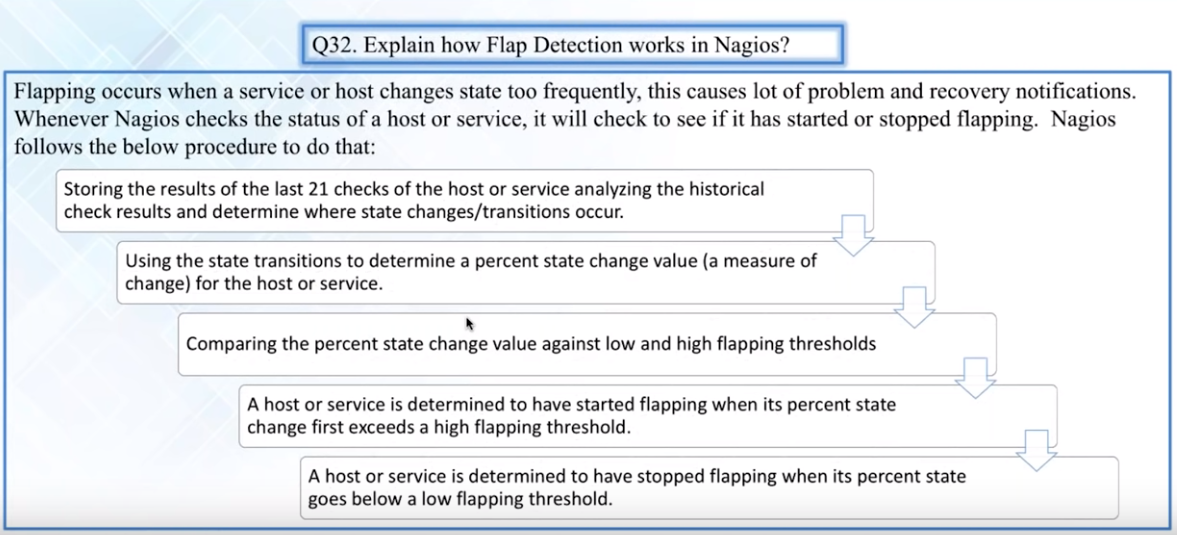 Q32. Explain how Flap Detection works in Nagios?
Flapping occurs when a service or host changes state too frequently, this causes lot of problem and recovery notifications.
Whenever Nagios checks the status of a host or service, it will check to see if it has started or stopped flapping. Nagios
follows the below procedure to do that:
Storing the results of the last 21 checks of the host or service analyzing the historical
check results and determine where state changes/transitions occur.
Using the state transitions to determine a percent state change value (a measure of
change) for the host or service.
Comparing the percent state change value against low and high flapping thresholds
A host or service is determined to have started flapping when its percent state
change first exceeds a high flapping threshold.
A host or service is determined to have stopped flapping when its percent state
goes below a low flapping threshold.